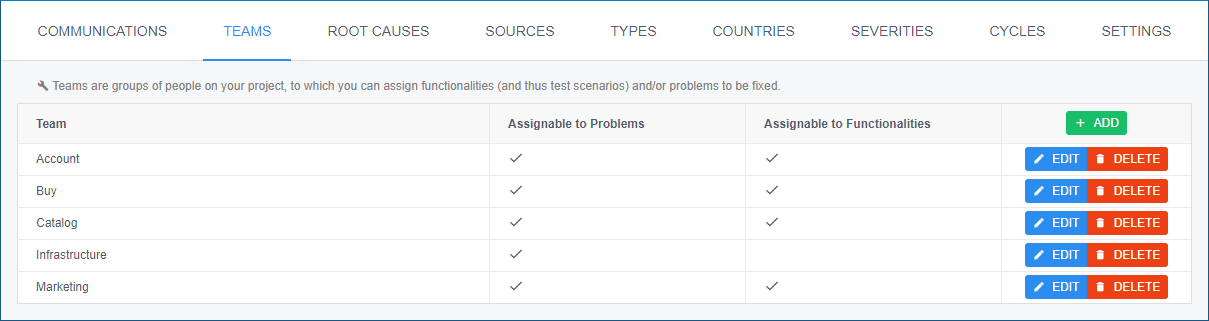 COMMUNICATIONS TEAMS ROOT CAUSES SOURCES TYPES COUNTRIES SEVERITIES CYCLES SETTINGS
Teams are groups of people on your project, to which you can assign functionalities (and thus test scenarios) and/or problems to be fixed.
Team Assignable to Problems Assignable to Functionalities + ADD
Account ✓ ✓ EDIT DELETE
Buy ✓ ✓ EDIT DELETE
Catalog ✓ ✓ EDIT DELETE
Infrastructure ✓ EDIT DELETE
Marketing ✓ ✓ EDIT DELETE